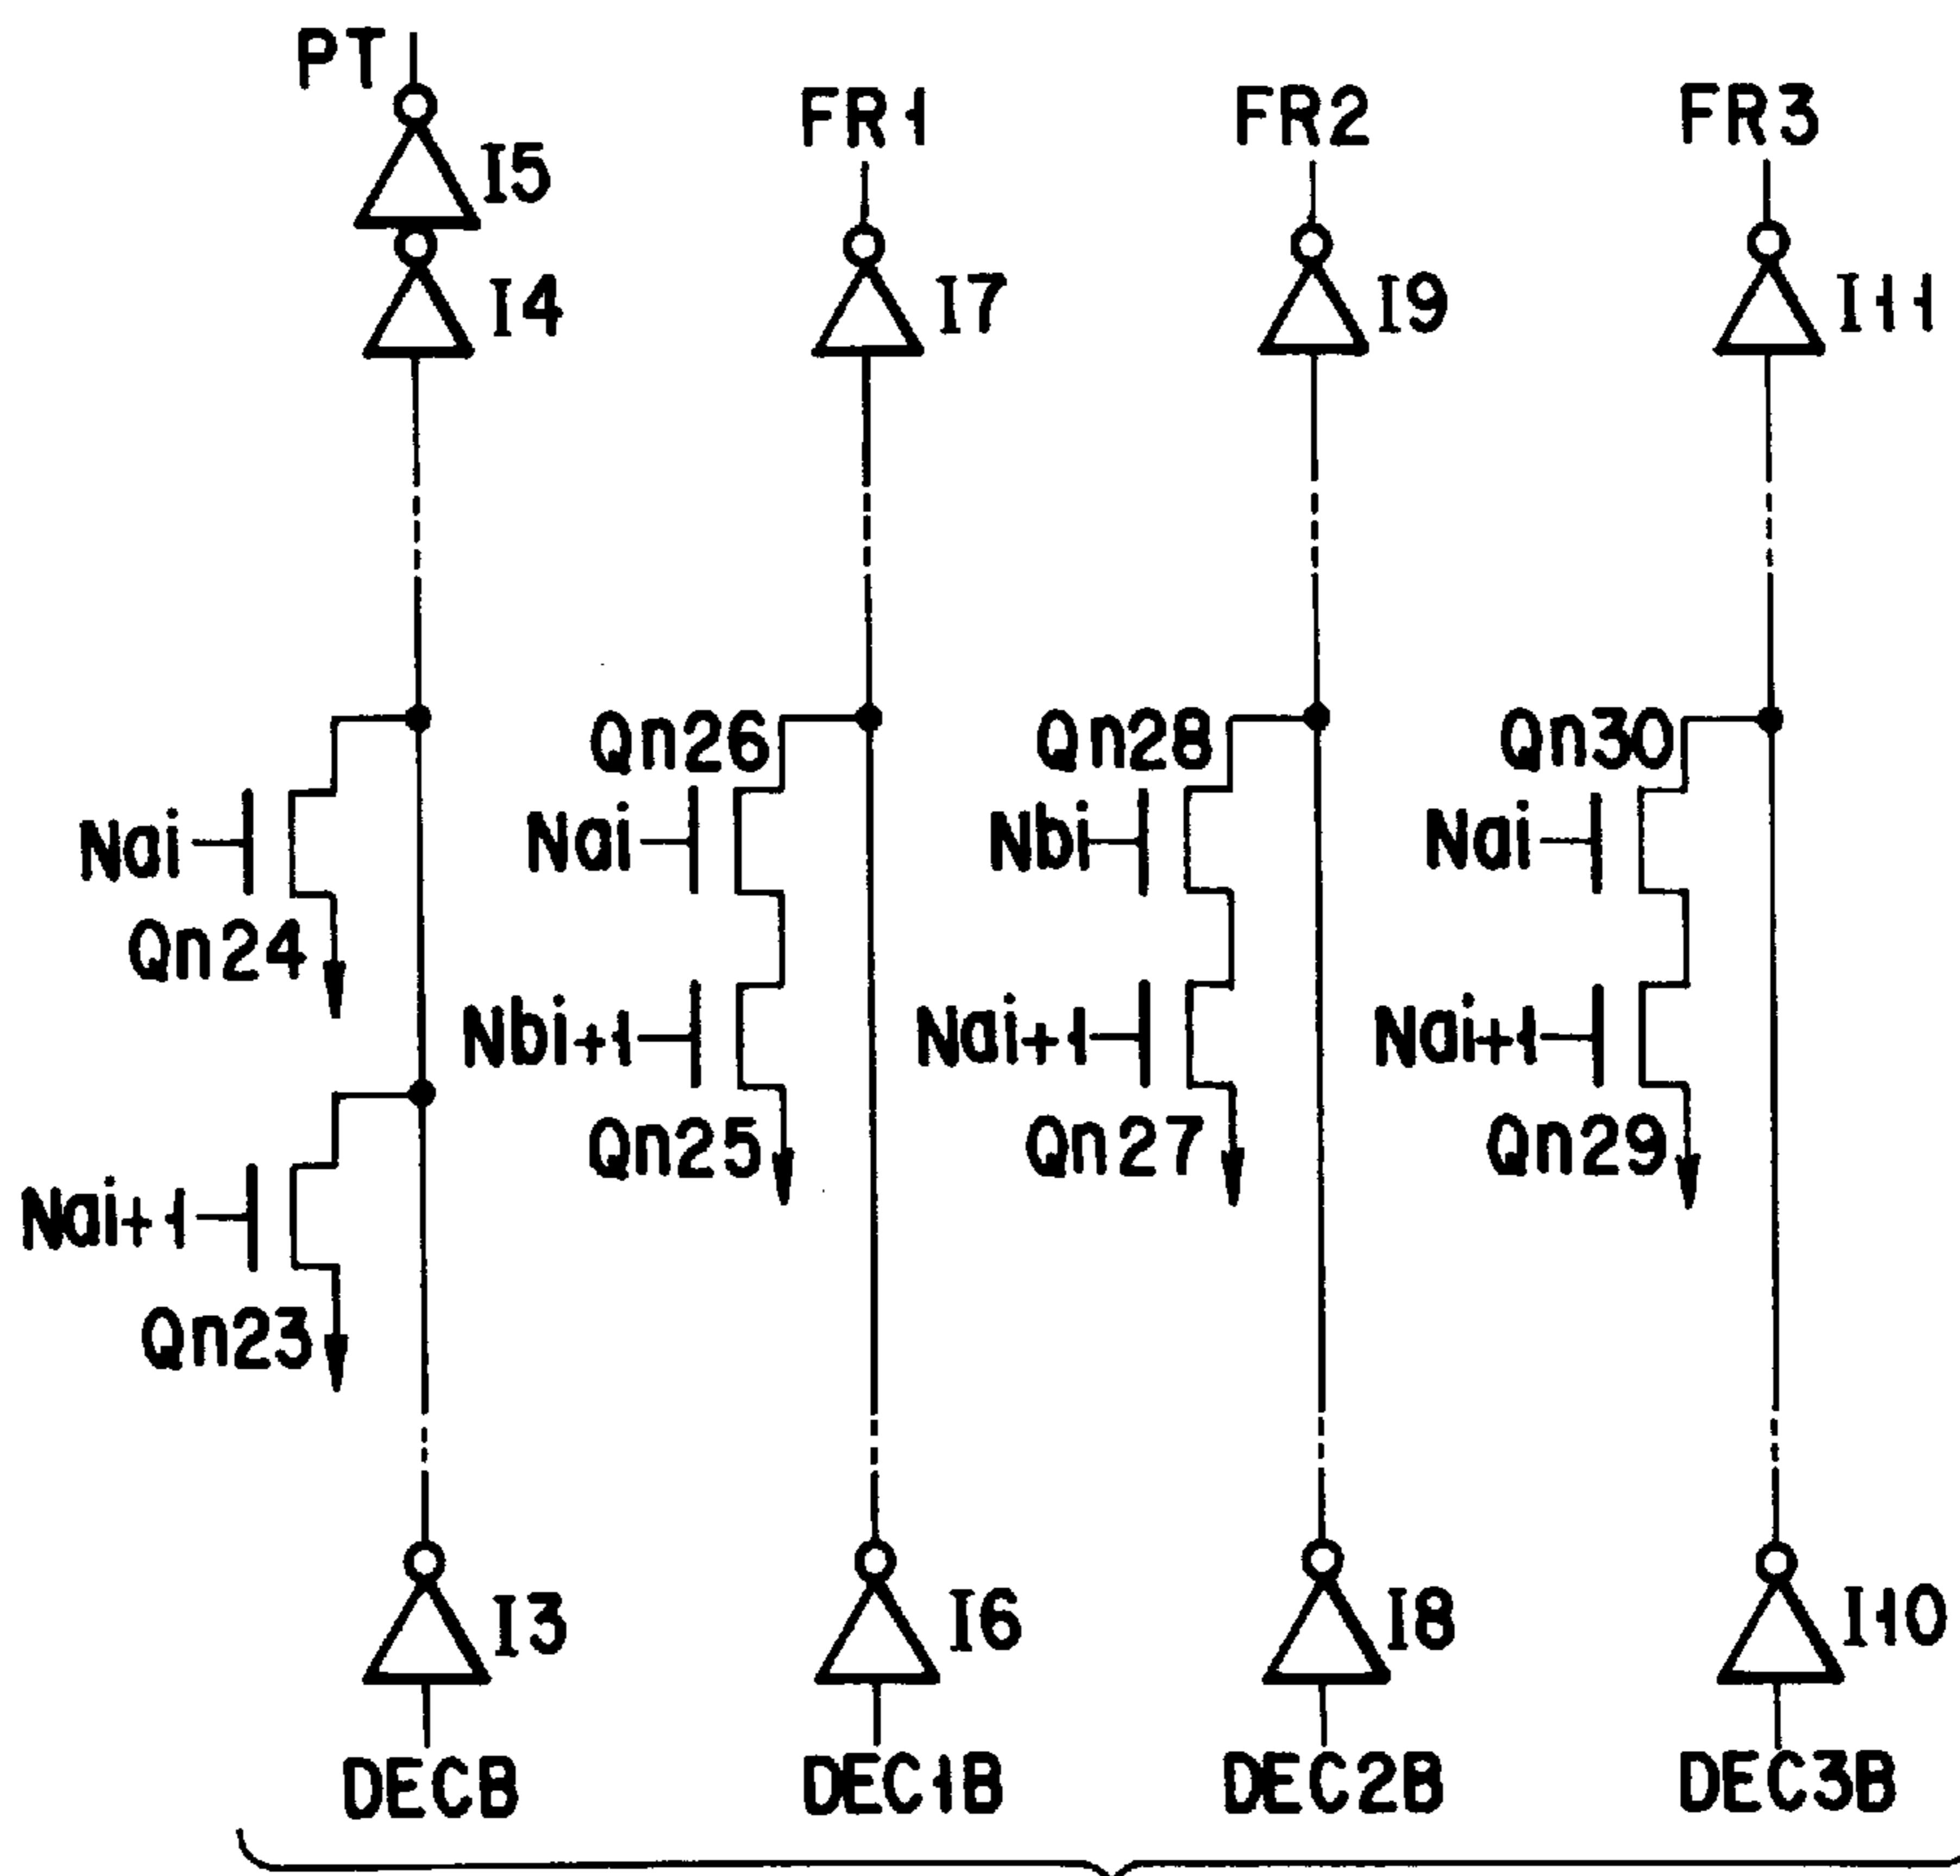 PT
FR1
FR2
FR3
I5
I4
I7
I9
I11
Qn26
Qn28
Qn30
Nai
Nai
Nbi
Nai
Qn24
Nbi+1
Nai+1
Nai+1
Qn25
Qn27
Qn29
Nai+1
Qn23
I3
I6
I8
I10
DECB
DEC1B
DEC2B
DEC3B